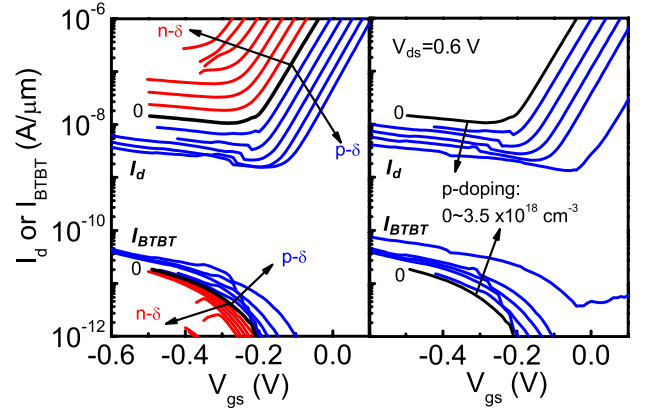 10⁻⁶
10⁻⁸
10⁻¹⁰
10⁻¹²
I_d or I_BTBT (A/μm)
n-δ
0
p-δ
I_d
I_BTBT
0
p-δ
n-δ
-0.6 -0.4 -0.2 0.0
V_gs (V)
V_ds=0.6 V
0
I_d
p-doping:
0~3.5 x10¹⁸ cm⁻³
I_BTBT
0
-0.4 -0.2 0.0
V_gs (V)